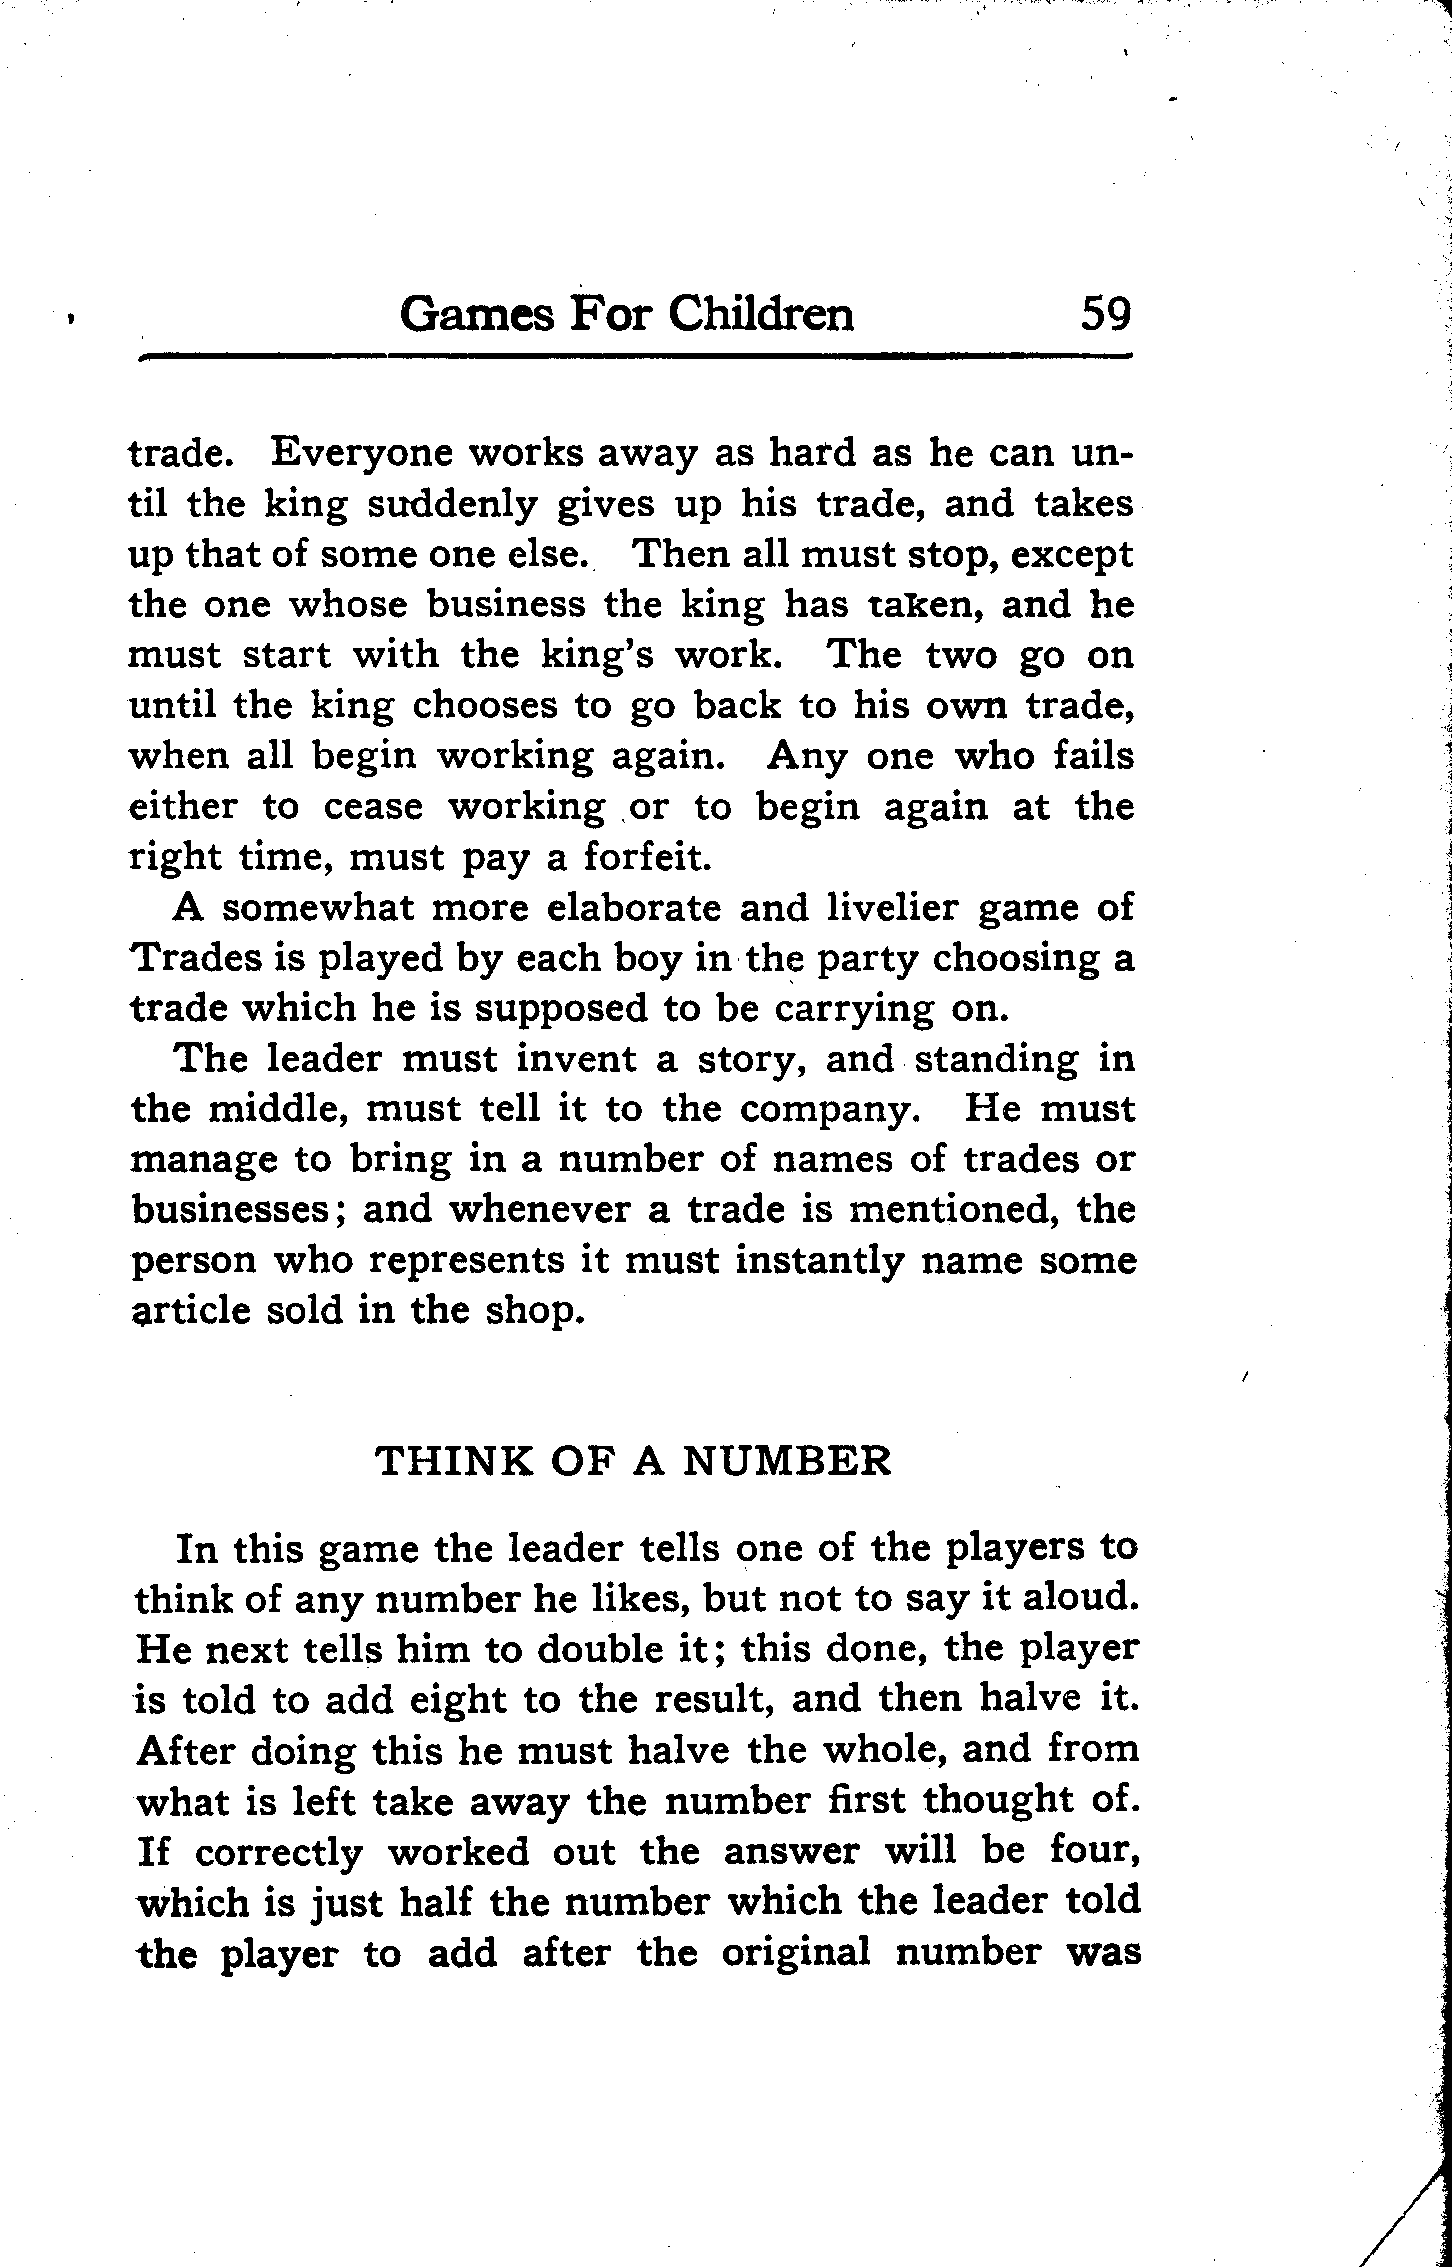 Games For Children 59
trade. Everyone works away as hard as he can un-
til the king suddenly gives up his trade, and takes
up that of some one else. Then all must stop, except
the one whose business the king has taken, and he
must start with the king's work. The two go on
until the king chooses to go back to his own trade,
when all begin working again. Any one who fails
either to cease working or to begin again at the
right time, must pay a forfeit.
A somewhat more elaborate and livelier game of
Trades is played by each boy in the party choosing a
trade which he is supposed to be carrying on.
The leader must invent a story, and standing in
the middle, must tell it to the company. He must
manage to bring in a number of names of trades or
businesses; and whenever a trade is mentioned, the
person who represents it must instantly name some
article sold in the shop.
THINK OF A NUMBER
In this game the leader tells one of the players to
think of any number he likes, but not to say it aloud.
He next tells him to double it; this done, the player
is told to add eight to the result, and then halve it.
After doing this he must halve the whole, and from
what is left take away the number first thought of.
If correctly worked out the answer will be four,
which is just half the number which the leader told
the player to add after the original number was